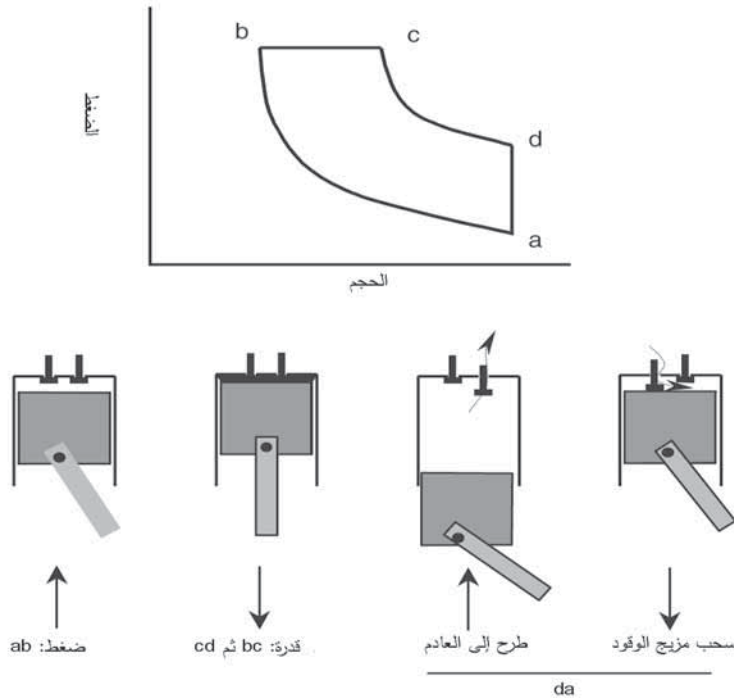 b
c
الضغط
d
a
الحجم
ضغط: ab
قدرة: bc ثم cd
طرح إلى العادم
سحب مزيج الوقود
da